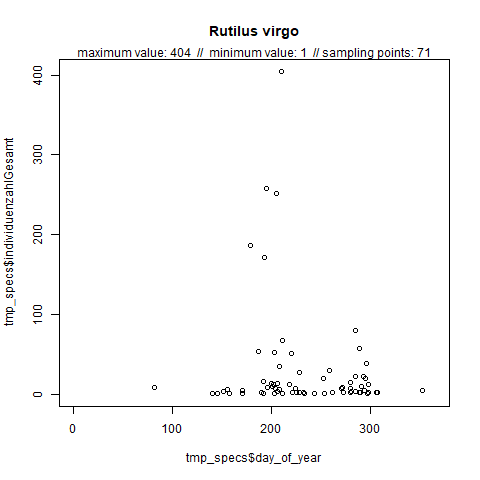 Rutilus virgo
maximum value: 404 // minimum value: 1 // sampling points: 71
tmp_specs$individuenzahlGesamt
400
300
200
100
0
0 100 200 300
tmp_specs$day_of_year